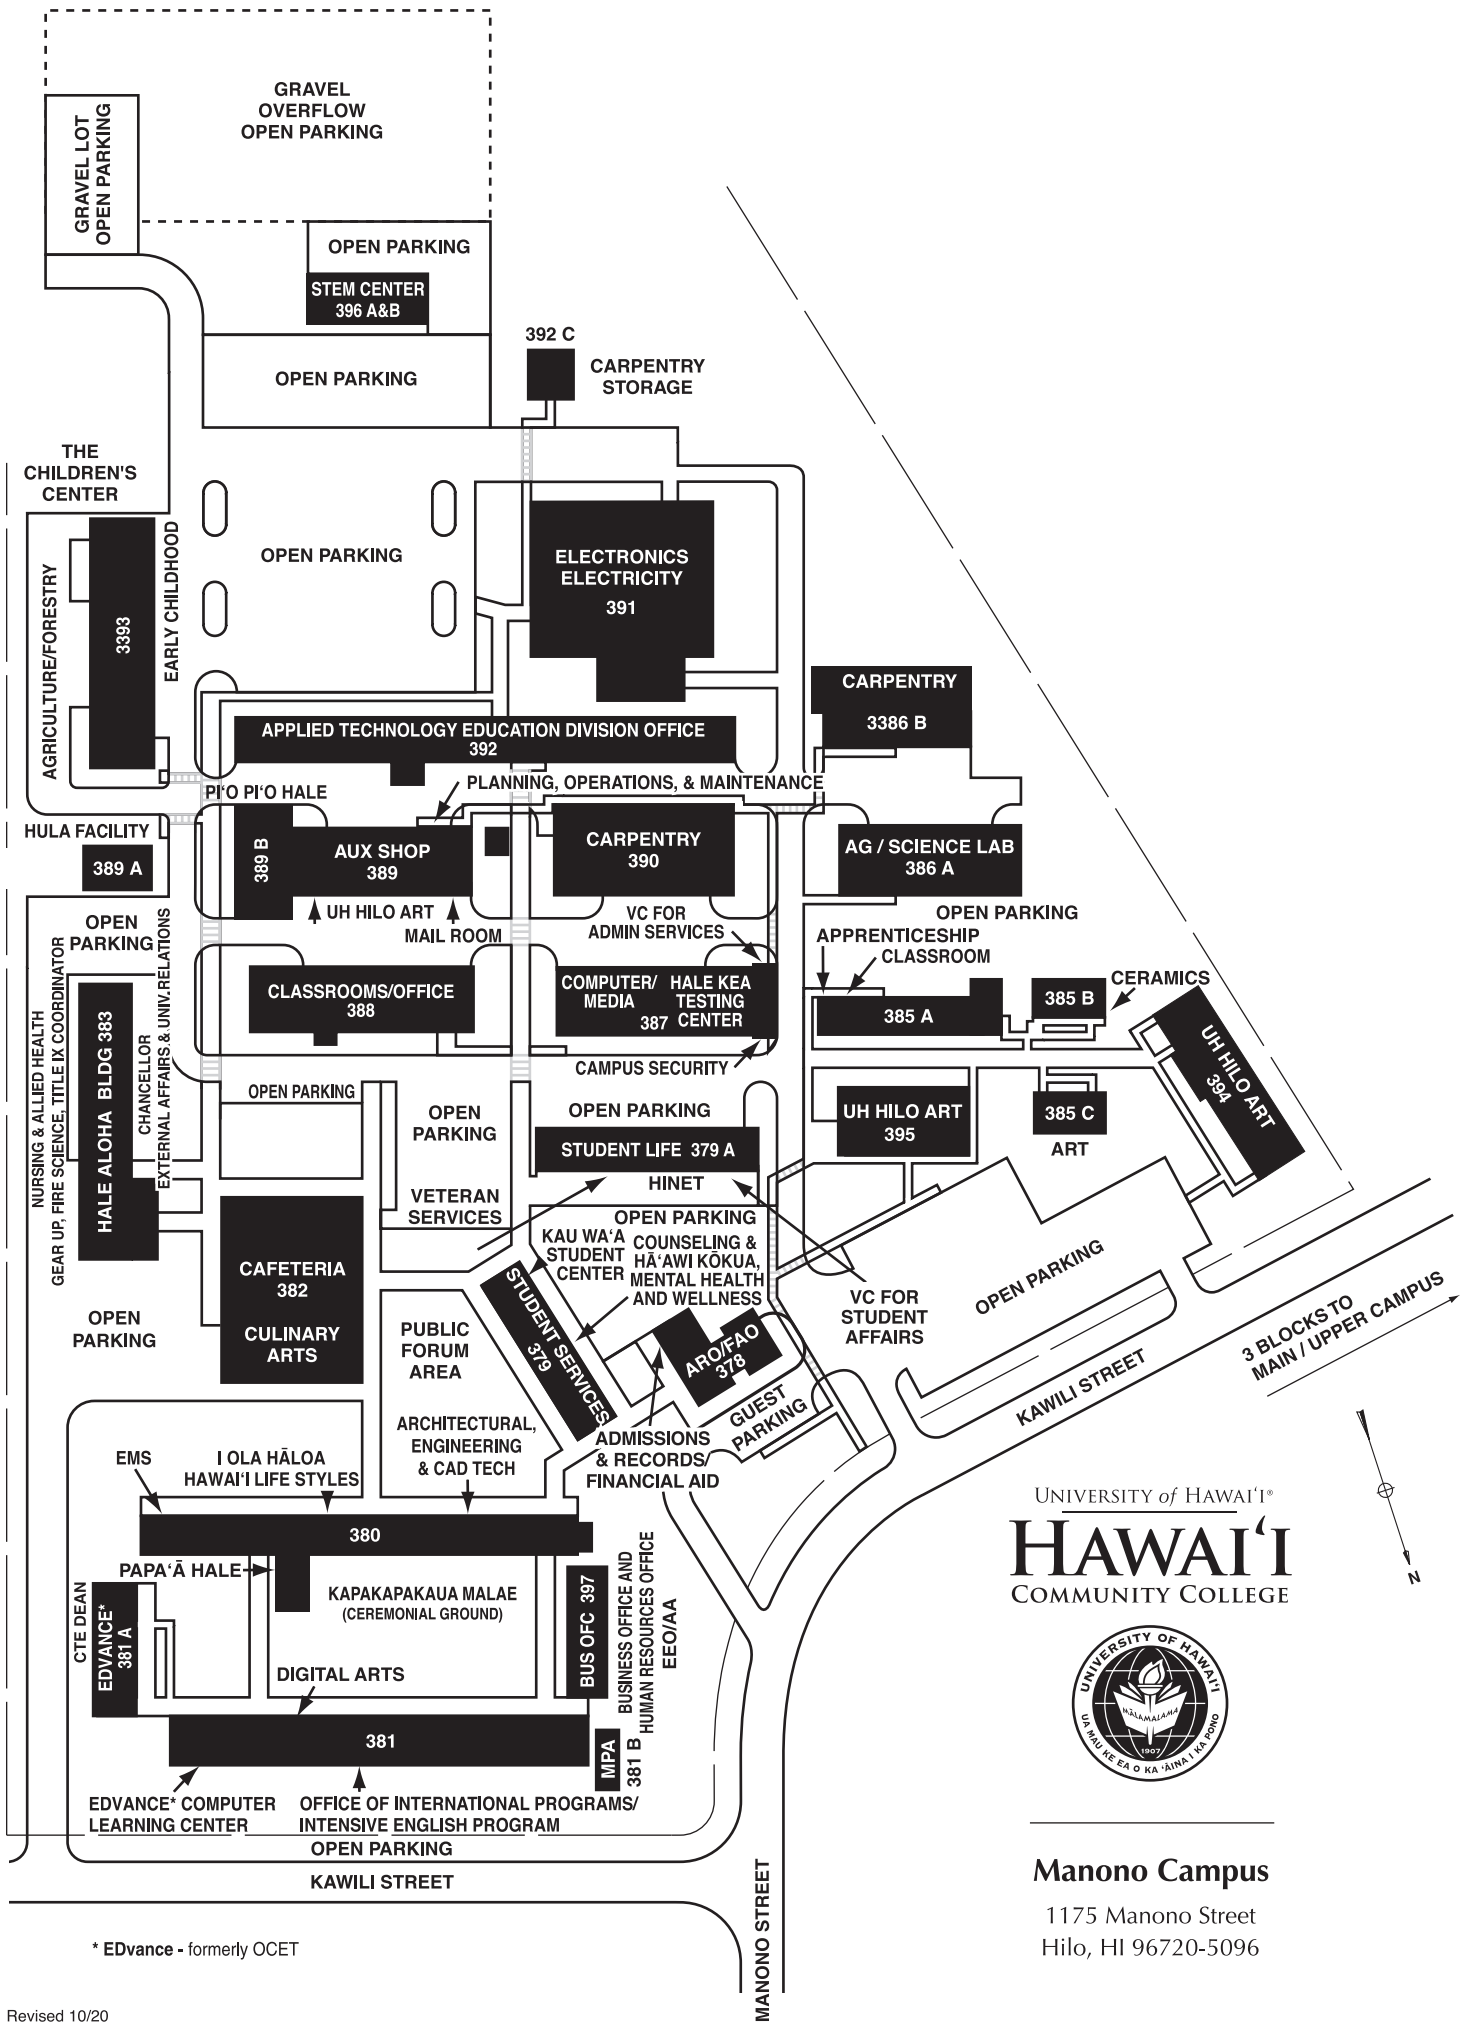 GRAVEL
OVERFLOW
OPEN PARKING
GRAVEL LOT
OPEN PARKING
OPEN PARKING
STEM CENTER
396 A&B
OPEN PARKING
392 C
CARPENTRY
STORAGE
THE
CHILDREN'S
CENTER
OPEN PARKING
ELECTRONICS
ELECTRICITY
391
AGRICULTURE/FORESTRY
3393
EARLY CHILDHOOD
CARPENTRY
3386 B
APPLIED TECHNOLOGY EDUCATION DIVISION OFFICE
392
PLANNING, OPERATIONS, & MAINTENANCE
PI‘O PI‘O HALE
HULA FACILITY
389 A
389 B
AUX SHOP
389
CARPENTRY
390
AG / SCIENCE LAB
386 A
UH HILO ART
MAIL ROOM
VC FOR
ADMIN SERVICES
OPEN PARKING
OPEN
PARKING
APPRENTICESHIP
CLASSROOM
CERAMICS
CLASSROOMS/OFFICE
388
COMPUTER/
MEDIA
387
HALE KEA
TESTING
CENTER
385 A
385 B
UH HILO ART
394
CAMPUS SECURITY
NURSING & ALLIED HEALTH
GEAR UP, FIRE SCIENCE, TITLE IX COORDINATOR
HALE ALOHA BLDG 383
CHANCELLOR
EXTERNAL AFFAIRS & UNIV. RELATIONS
OPEN PARKING
OPEN
PARKING
OPEN PARKING
UH HILO ART
395
385 C
ART
STUDENT LIFE 379 A
HINET
VETERAN
SERVICES
OPEN PARKING
KAU WA‘A
STUDENT
CENTER
COUNSELING &
HĀ‘AWI KŌKUA,
MENTAL HEALTH
AND WELLNESS
CAFETERIA
382
CULINARY
ARTS
OPEN
PARKING
OPEN PARKING
VC FOR
STUDENT
AFFAIRS
STUDENT SERVICES
379
PUBLIC
FORUM
AREA
ARO/FAO
378
GUEST
PARKING
3 BLOCKS TO
MAIN / UPPER CAMPUS
KAWILI STREET
ARCHITECTURAL,
ENGINEERING
& CAD TECH
ADMISSIONS
& RECORDS/
FINANCIAL AID
EMS
I OLA HĀLOA
HAWAI‘I LIFE STYLES
380
PAPA‘Ā HALE
KAPAKAPAKAUA MALAE
(CEREMONIAL GROUND)
CTE DEAN
EDVANCE*
381 A
BUS OFC 397
BUSINESS OFFICE AND
HUMAN RESOURCES OFFICE
EEO/AA
DIGITAL ARTS
381
MPA
381 B
EDVANCE* COMPUTER
LEARNING CENTER
OFFICE OF INTERNATIONAL PROGRAMS/
INTENSIVE ENGLISH PROGRAM
OPEN PARKING
KAWILI STREET
MANONO STREET
N
UNIVERSITY of HAWAI‘I®
HAWAI‘I
COMMUNITY COLLEGE
UNIVERSITY OF HAWAI‘I
MĀLAMALAMA
1907
UA MAU KE EA O KA ‘ĀINA I KA PONO
Manono Campus
1175 Manono Street
Hilo, HI 96720-5096
* EDvance - formerly OCET
Revised 10/20